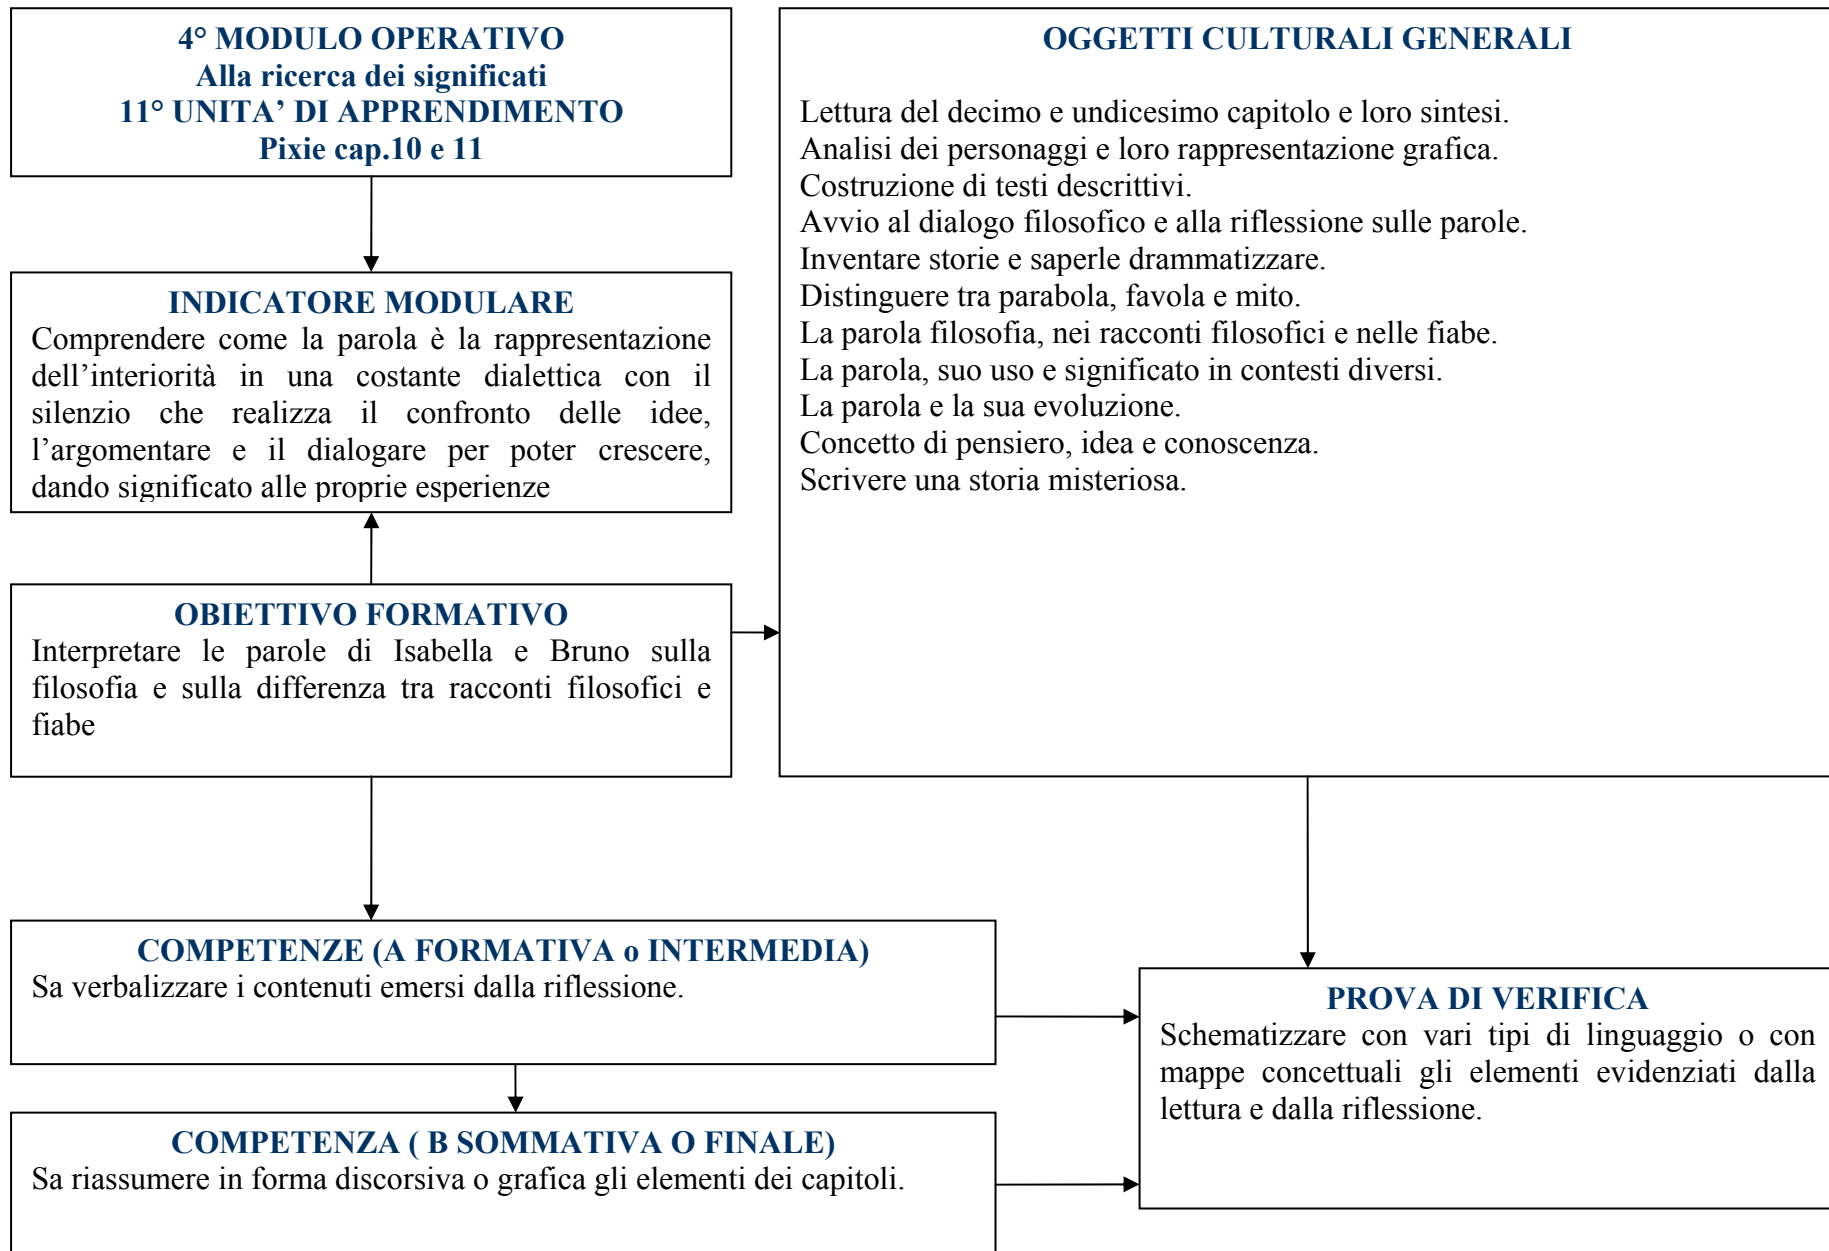 4° MODULO OPERATIVO
Alla ricerca dei significati
11° UNITA’ DI APPRENDIMENTO
Pixie cap.10 e 11
INDICATORE MODULARE
Comprendere come la parola è la rappresentazione
dell’interiorità in una costante dialettica con il
silenzio che realizza il confronto delle idee,
l’argomentare e il dialogare per poter crescere,
dando significato alle proprie esperienze
OBIETTIVO FORMATIVO
Interpretare le parole di Isabella e Bruno sulla
filosofia e sulla differenza tra racconti filosofici e
fiabe
OGGETTI CULTURALI GENERALI
Lettura del decimo e undicesimo capitolo e loro sintesi.
Analisi dei personaggi e loro rappresentazione grafica.
Costruzione di testi descrittivi.
Avvio al dialogo filosofico e alla riflessione sulle parole.
Inventare storie e saperle drammatizzare.
Distinguere tra parabola, favola e mito.
La parola filosofia, nei racconti filosofici e nelle fiabe.
La parola, suo uso e significato in contesti diversi.
La parola e la sua evoluzione.
Concetto di pensiero, idea e conoscenza.
Scrivere una storia misteriosa.
COMPETENZE (A FORMATIVA o INTERMEDIA)
Sa verbalizzare i contenuti emersi dalla riflessione.
COMPETENZA ( B SOMMATIVA O FINALE)
Sa riassumere in forma discorsiva o grafica gli elementi dei capitoli.
PROVA DI VERIFICA
Schematizzare con vari tipi di linguaggio o con
mappe concettuali gli elementi evidenziati dalla
lettura e dalla riflessione.